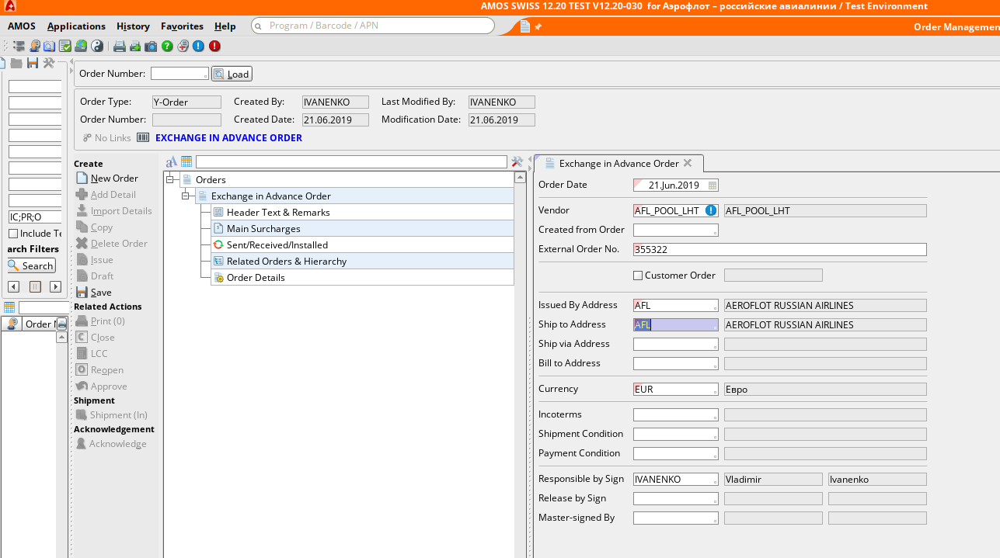 AMOS SWISS 12.20 TEST V12.20-030 for Аэрофлот – российские авиалинии / Test Environment
AMOS Applications History Favorites Help Program / Barcode / APN
Order Managemen
Order Number: Load
Order Type: Y-Order Created By: IVANENKO Last Modified By: IVANENKO
Order Number: Created Date: 21.06.2019 Modification Date: 21.06.2019
No Links EXCHANGE IN ADVANCE ORDER
IC;PR;O
Include Te
arch Filters
Search
Order N
Create
New Order
Add Detail
Import Details
Copy
Delete Order
Issue
Draft
Save
Related Actions
Print (0)
Close
LCC
Reopen
Approve
Shipment
Shipment (In)
Acknowledgement
Acknowledge
Orders
Exchange in Advance Order
Header Text & Remarks
Main Surcharges
Sent/Received/Installed
Related Orders & Hierarchy
Order Details
Exchange in Advance Order
Order Date 21.Jun.2019
Vendor AFL_POOL_LHT AFL_POOL_LHT
Created from Order
External Order No. 355322
Customer Order
Issued By Address AFL AEROFLOT RUSSIAN AIRLINES
Ship to Address AFL AEROFLOT RUSSIAN AIRLINES
Ship via Address
Bill to Address
Currency EUR Евро
Incoterms
Shipment Condition
Payment Condition
Responsible by Sign IVANENKO Vladimir Ivanenko
Release by Sign
Master-signed By